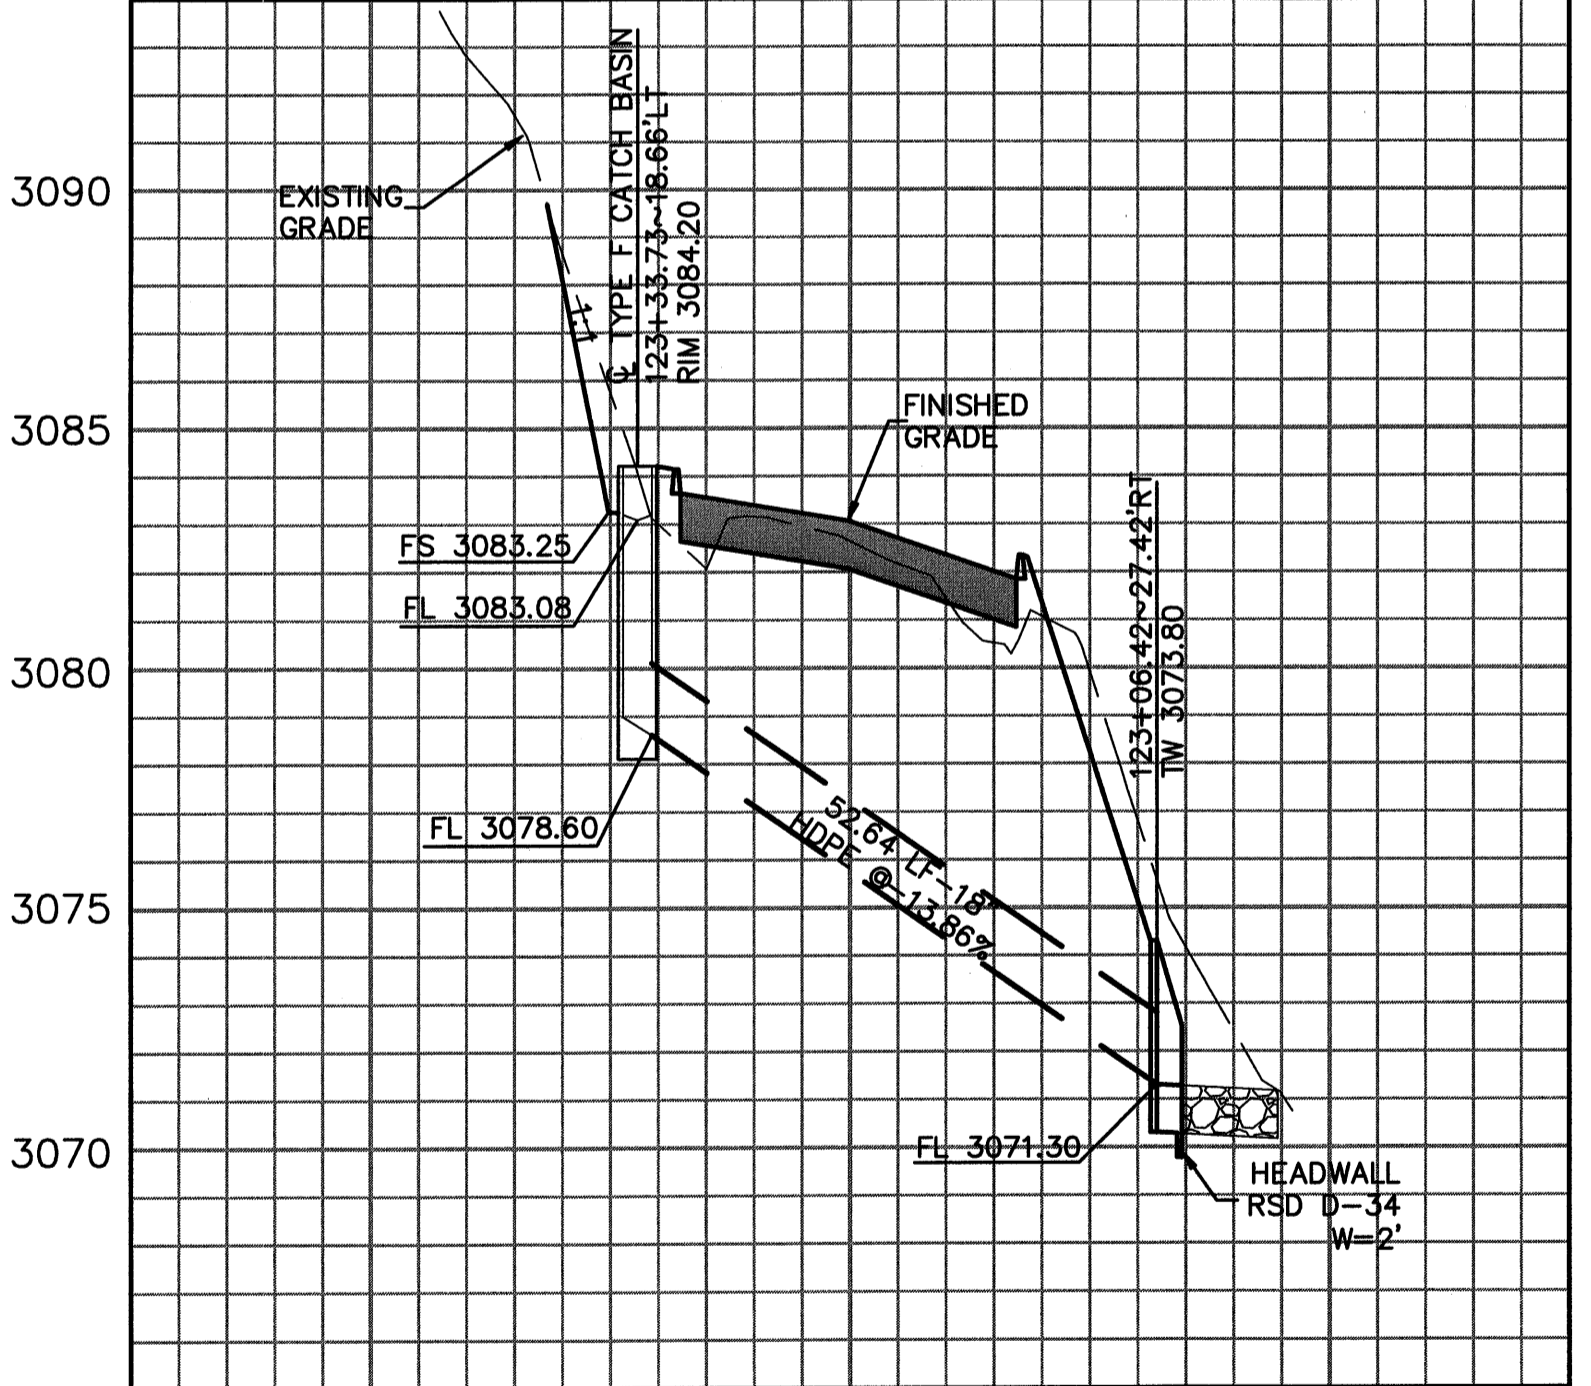 ℄ TYPE F CATCH BASIN
123+33.73~18.66'LT
RIM 3084.20
3090
EXISTING
GRADE
1:1
3085
FINISHED
GRADE
FS 3083.25
FL 3083.08
123+06.42~27.42'RT
TW 3073.80
3080
FL 3078.60
52.64 LF-18"
HDPE @-13.86%
3075
3070
FL 3071.30
HEADWALL
RSD D-34
W=2'